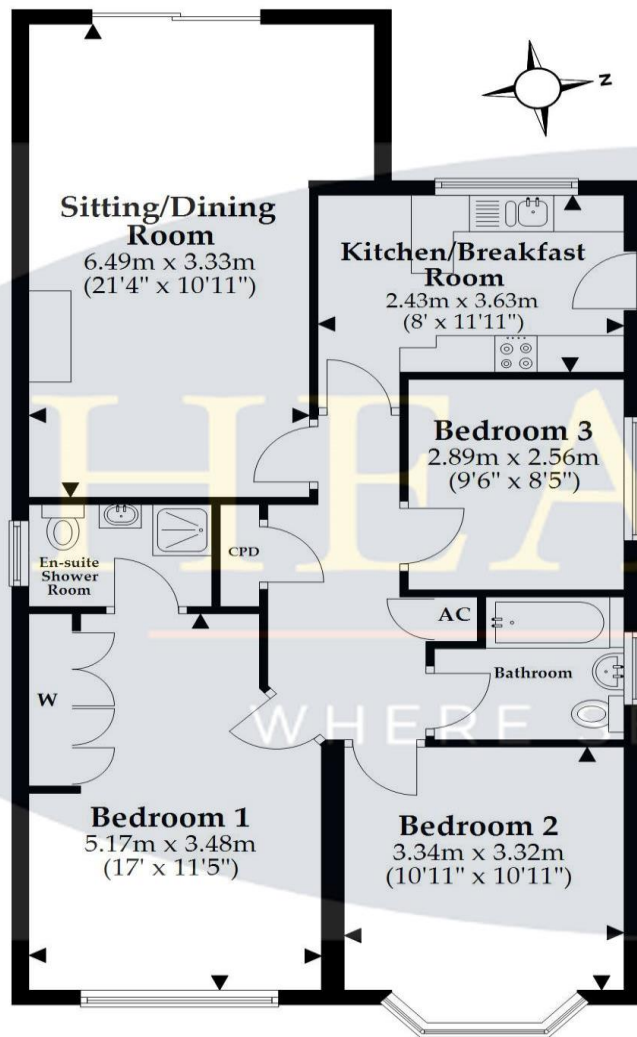 N
Sitting/Dining
Room
6.49m x 3.33m
(21'4" x 10'11")
Kitchen/Breakfast
Room
2.43m x 3.63m
(8' x 11'11")
Bedroom 3
2.89m x 2.56m
(9'6" x 8'5")
En-suite
Shower
Room
CPD
AC
Bathroom
W
Bedroom 1
5.17m x 3.48m
(17' x 11'5")
Bedroom 2
3.34m x 3.32m
(10'11" x 10'11")
HEA
WHERE S